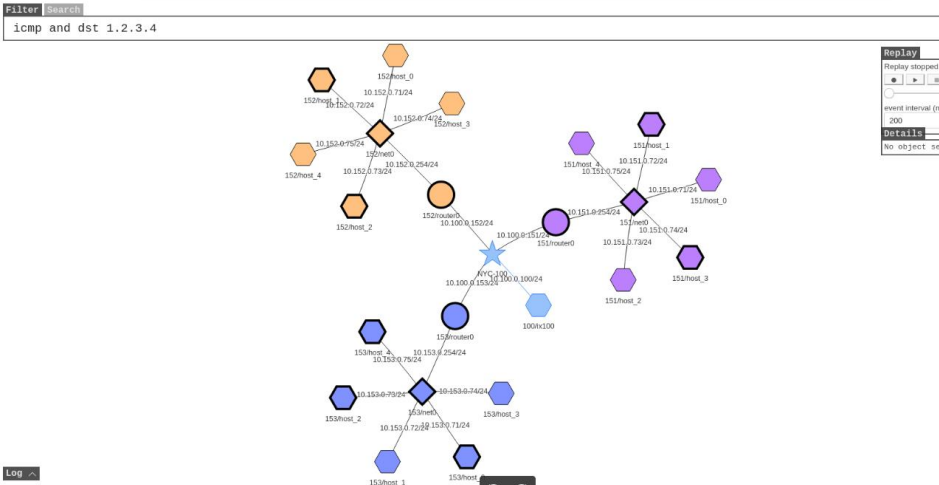 Filter Search
icmp and dst 1.2.3.4
Replay
Replay stopped
event interval (
200
Details
No object se
152/host_0
152/host_1
10.152.0.71/24
10.152.0.72/24
10.152.0.74/24
152/host_3
10.152.0.75/24
152/net0
152/host_4
10.152.0.73/24
10.152.0.254/24
152/host_2
152/router0
10.100.0.152/24
151/host_1
151/host_4
10.151.0.72/24
10.151.0.75/24
10.151.0.71/24
151/host_0
10.151.0.254/24
151/net0
10.151.0.74/24
10.100.0.151/24
151/router0
10.151.0.73/24
151/host_3
151/host_2
NYC-100
10.100.0.100/24
10.100.0.153/24
100/ix100
153/router0
153/host_4
10.153.0.254/24
10.153.0.75/24
10.153.0.73/24
10.153.0.74/24
153/host_2
153/net0
153/host_3
10.153.0.72/24
10.153.0.71/24
153/host_1
153/host_
Log